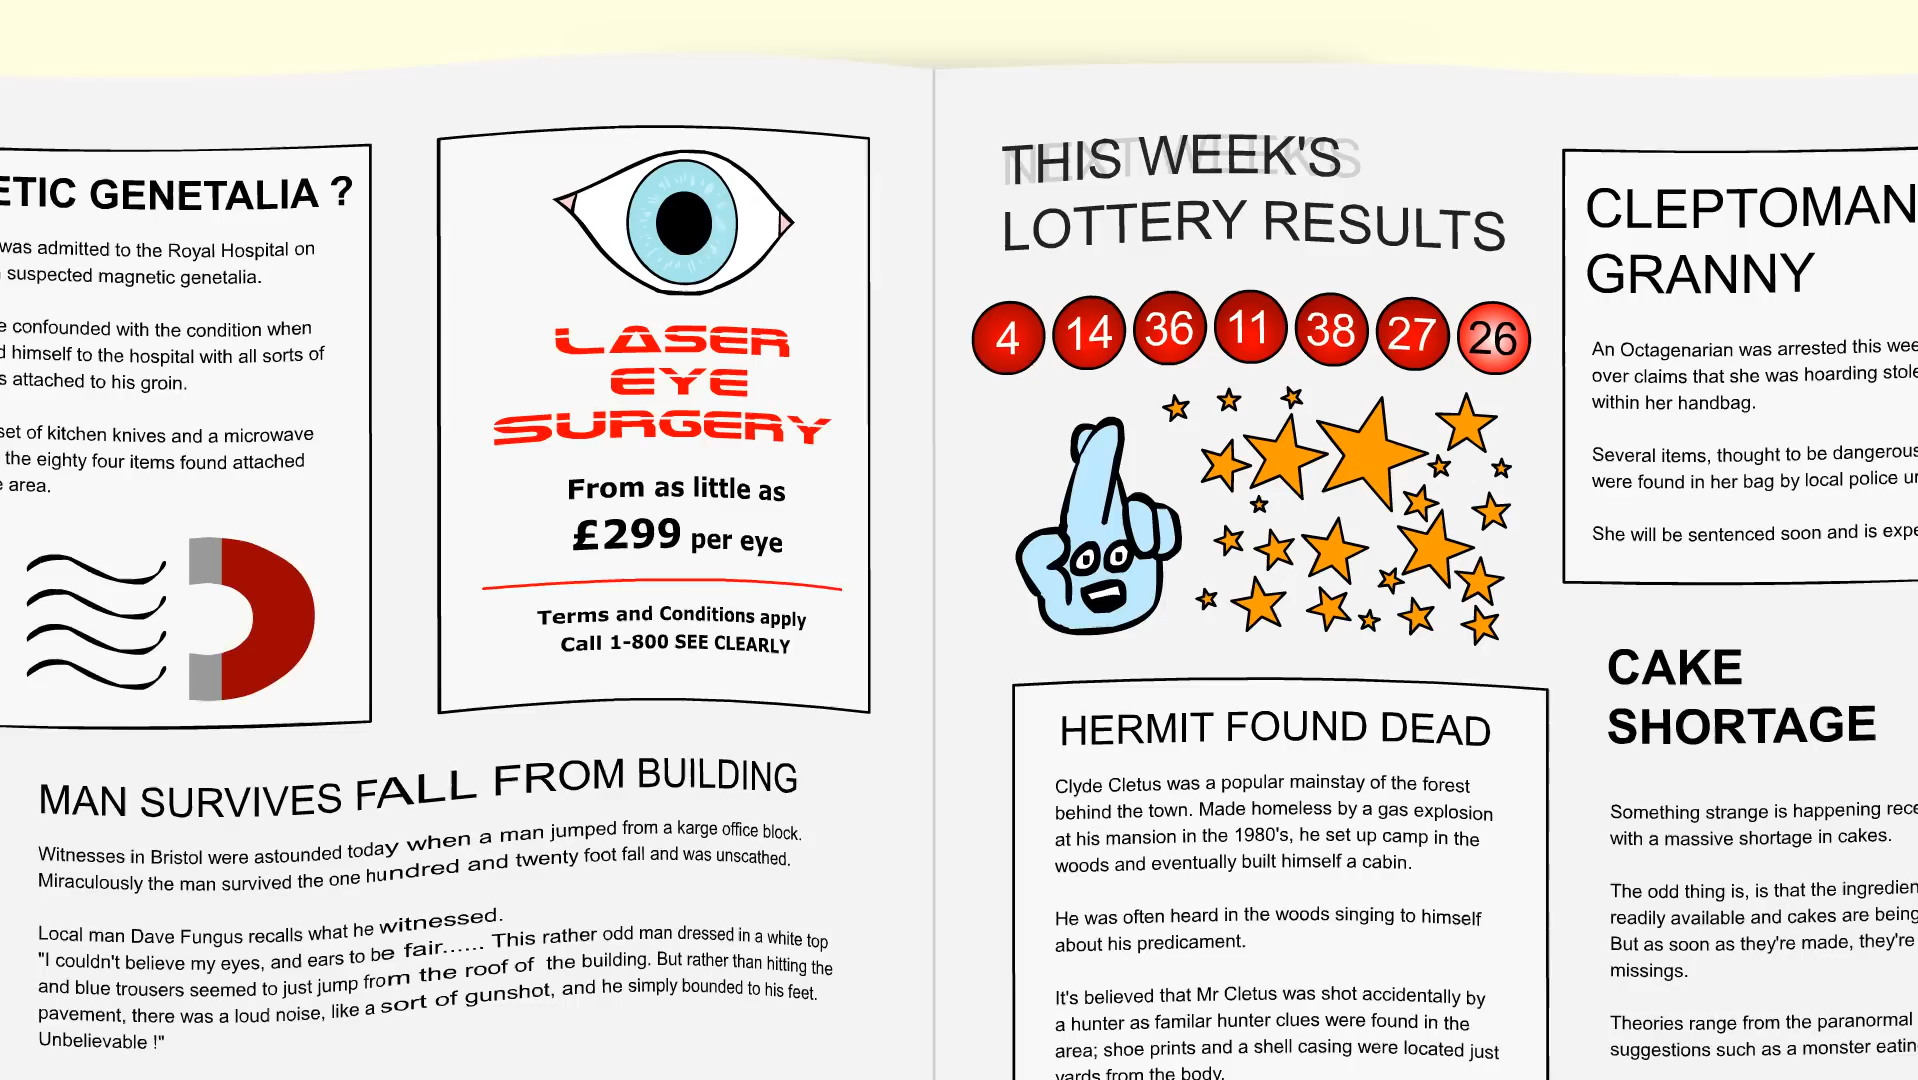 ETIC GENETALIA ?
was admitted to the Royal Hospital on
suspected magnetic genetalia.
confounded with the condition when
himself to the hospital with all sorts of
attached to his groin.
set of kitchen knives and a microwave
the eighty four items found attached
area.
LASER
EYE
SURGERY
From as little as
£299 per eye
Terms and Conditions apply
Call 1-800 SEE CLEARLY
MAN SURVIVES FALL FROM BUILDING
Witnesses in Bristol were astounded today when a man jumped from a karge office block.
Miraculously the man survived the one hundred and twenty foot fall and was unscathed.
Local man Dave Fungus recalls what he witnessed.
"I couldn't believe my eyes, and ears to be fair...... This rather odd man dressed in a white top
and blue trousers seemed to just jump from the roof of the building. But rather than hitting the
pavement, there was a loud noise, like a sort of gunshot, and he simply bounded to his feet.
Unbelievable !"
THIS WEEK'S
NEXT WEEK'S
LOTTERY RESULTS
4 14 36 11 38 27 26
HERMIT FOUND DEAD
Clyde Cletus was a popular mainstay of the forest
behind the town. Made homeless by a gas explosion
at his mansion in the 1980's, he set up camp in the
woods and eventually built himself a cabin.
He was often heard in the woods singing to himself
about his predicament.
It's believed that Mr Cletus was shot accidentally by
a hunter as familar hunter clues were found in the
area; shoe prints and a shell casing were located just
yards from the body.
CLEPTOMAN
GRANNY
An Octagenarian was arrested this wee
over claims that she was hoarding stole
within her handbag.
Several items, thought to be dangerous
were found in her bag by local police un
She will be sentenced soon and is expe
CAKE
SHORTAGE
Something strange is happening rece
with a massive shortage in cakes.
The odd thing is, is that the ingredien
readily available and cakes are being
But as soon as they're made, they're
missings.
Theories range from the paranormal
suggestions such as a monster eatin